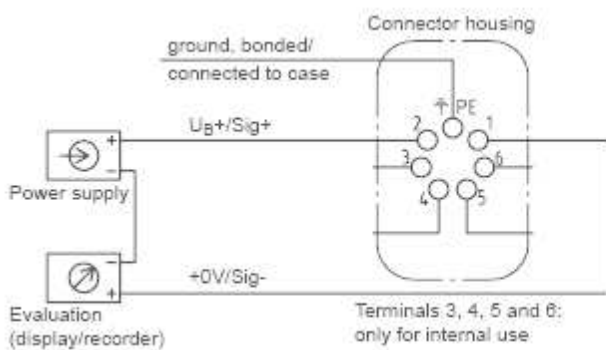 Connector housing
ground, bonded/
connected to case
PE
UB+/Sig+
2
1
+
-
3
6
Power supply
4
5
-
+0V/Sig-
+
Evaluation
(display/recorder)
Terminals 3, 4, 5 and 6:
only for internal use